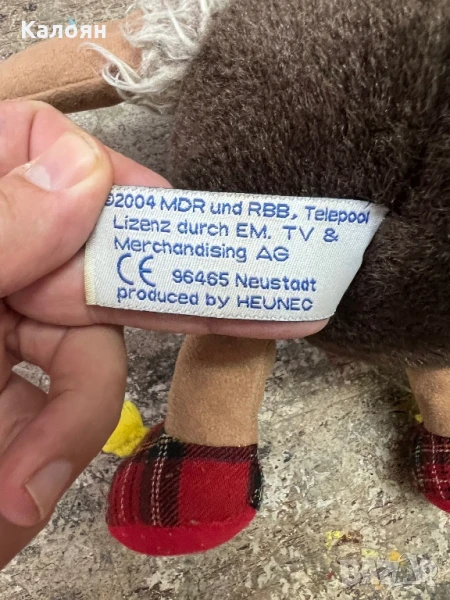 Калоян
©2004 MDR und RBB, Telepool
Lizenz durch EM. TV &
Merchandising AG
CE 96465 Neustadt
produced by HEUNEC